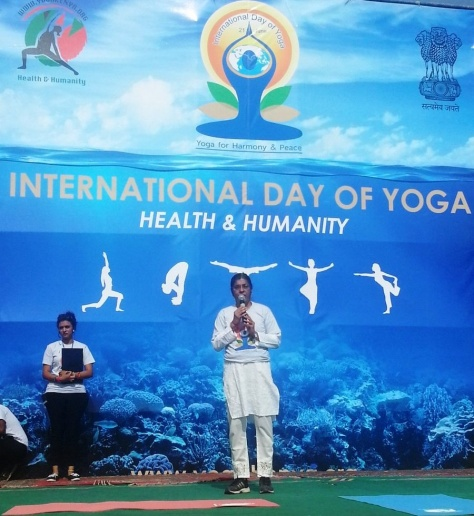 International Day of Yoga
Health & Humanity
सत्यमेव जयते
Yoga for Harmony & Peace
INTERNATIONAL DAY OF YOGA
HEALTH & HUMANITY